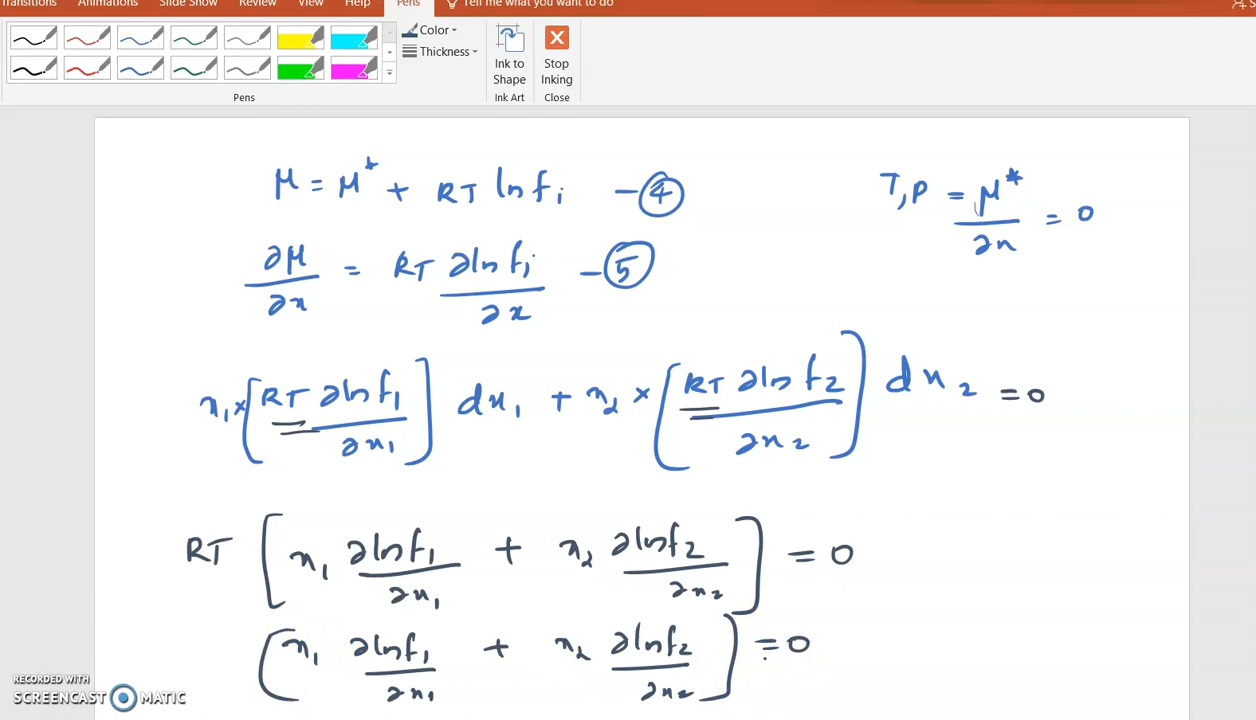 Transitions Animations Slide Show Review View Help Pens Tell me what you want to do
Color
Thickness
Ink to Shape
Stop Inking
Pens Ink Art Close
μ = μ* + RT ln fi - ④
T,P = μ*/∂x = 0
∂μ/∂x = RT ∂ln fi/∂x - ⑤
x₁ × [RT ∂ln f₁/∂x₁] dx₁ + x₂ × [RT ∂ln f₂/∂x₂] dx₂ = 0
RT [x₁ ∂ln f₁/∂x₁ + x₂ ∂ln f₂/∂x₂] = 0
[x₁ ∂ln f₁/∂x₁ + x₂ ∂ln f₂/∂x₂] = 0
RECORDED WITH
SCREENCAST MATIC